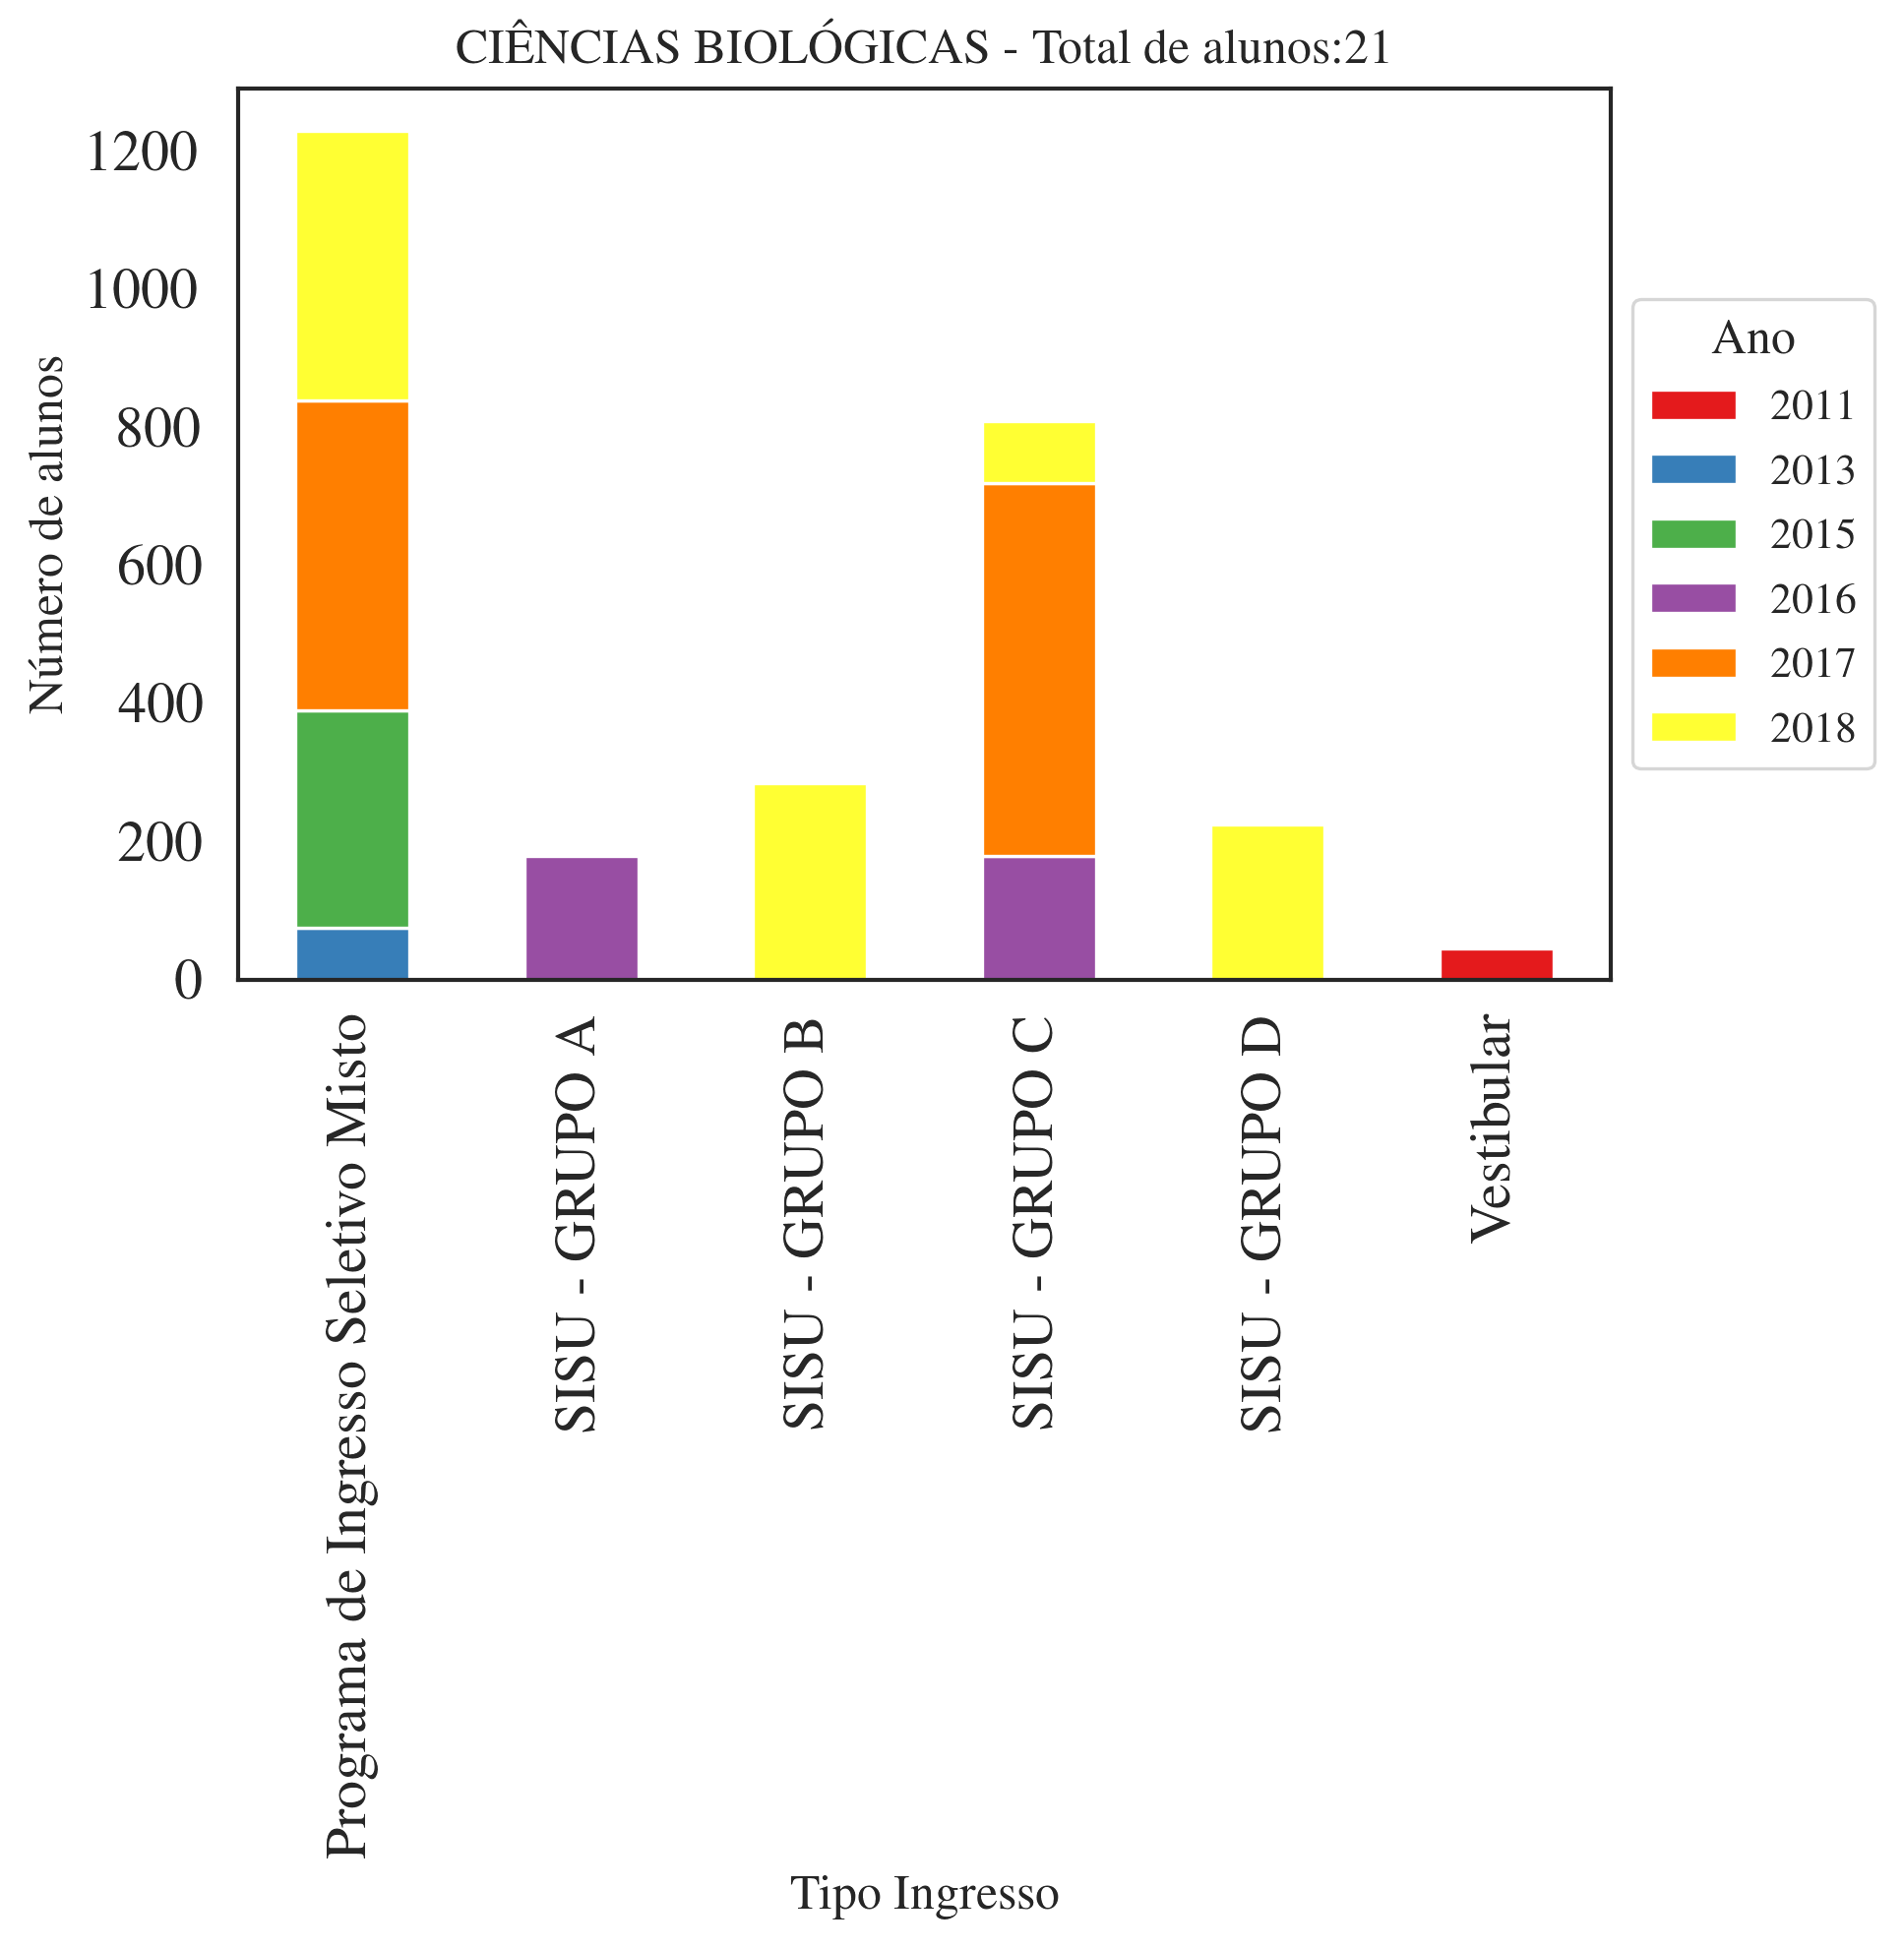 CIÊNCIAS BIOLÓGICAS - Total de alunos:21
Número de alunos
1200
1000
800
600
400
200
0
Ano
2011
2013
2015
2016
2017
2018
Programa de Ingresso Seletivo Misto
SISU - GRUPO A
SISU - GRUPO B
SISU - GRUPO C
SISU - GRUPO D
Vestibular
Tipo Ingresso